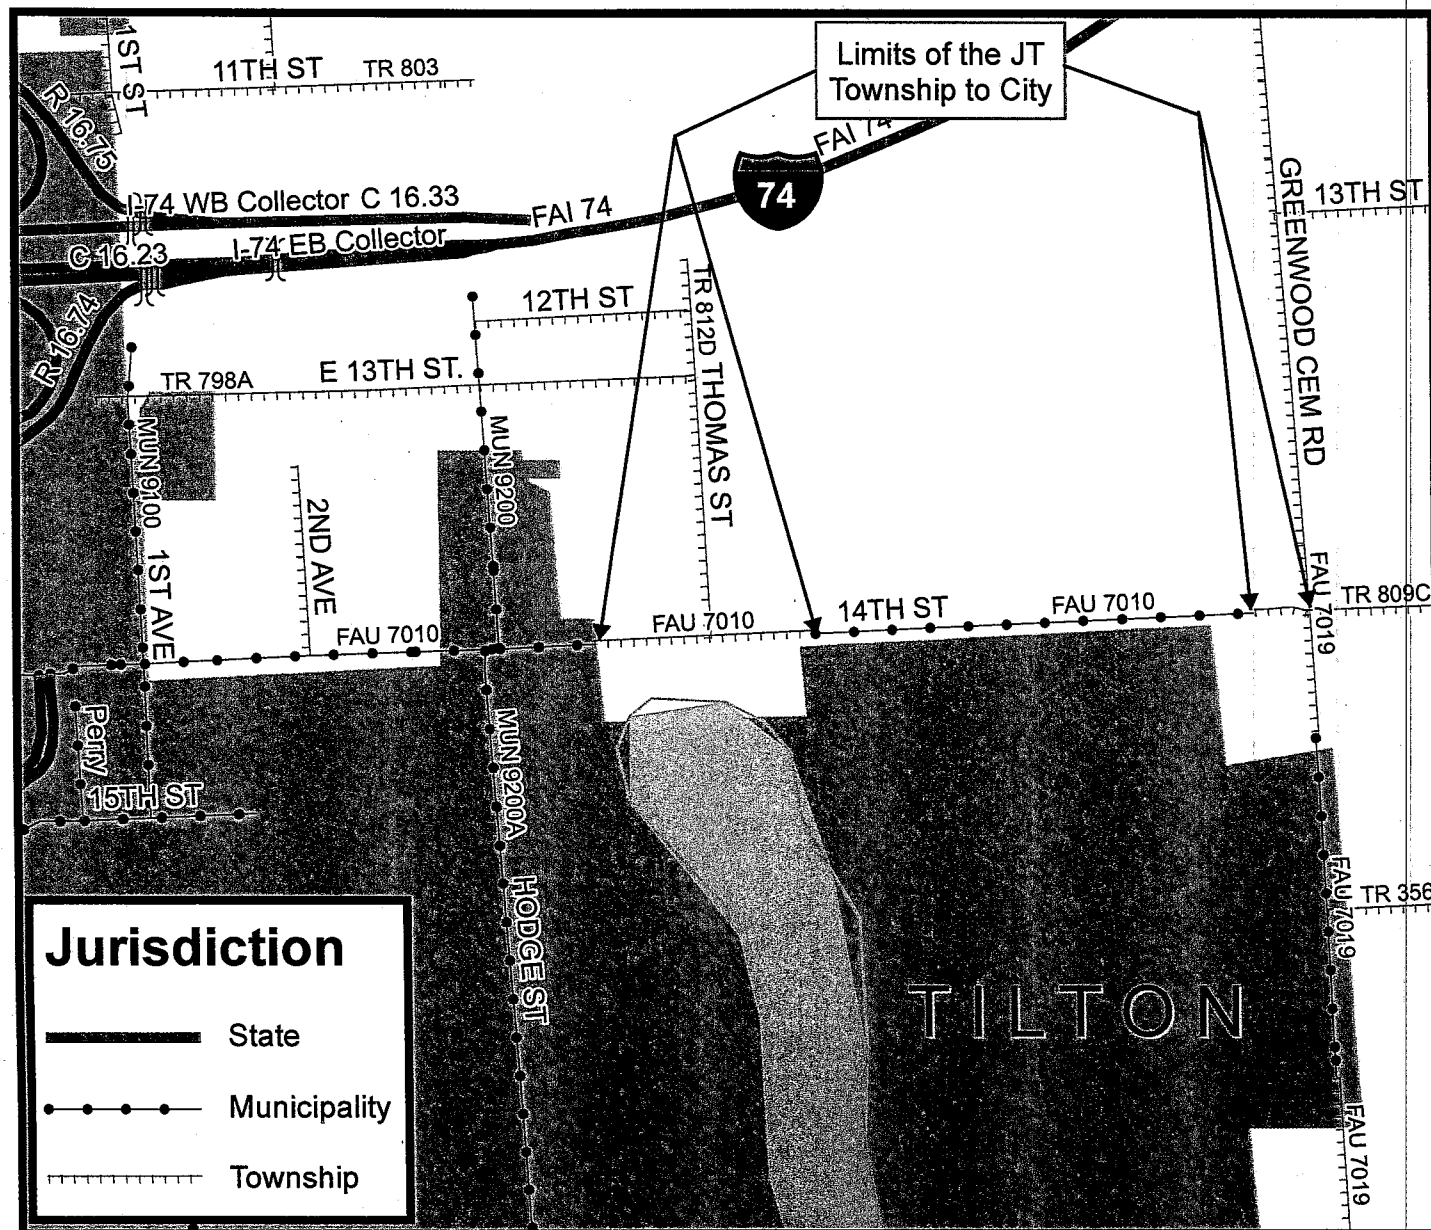 1ST ST
11TH ST
TR 803
Limits of the JT
Township to City
R 16.75
FAI 74
74
GREENWOOD CEM RD
13TH ST
I-74 WB Collector C 16.33
FAI 74
C 16.23
I-74 EB Collector
R 16.74
12TH ST
TR 812D THOMAS ST
TR 798A
E 13TH ST.
MUN 9100
1ST AVE
2ND AVE
MUN 9200
FAU 7010
FAU 7010
14TH ST
FAU 7010
FAU 7019
TR 809C
Perry
15TH ST
MUN 9200A
HODGE ST
FAU 7019
TR 356
TILTON
FAU 7019
Jurisdiction
State
Municipality
Township